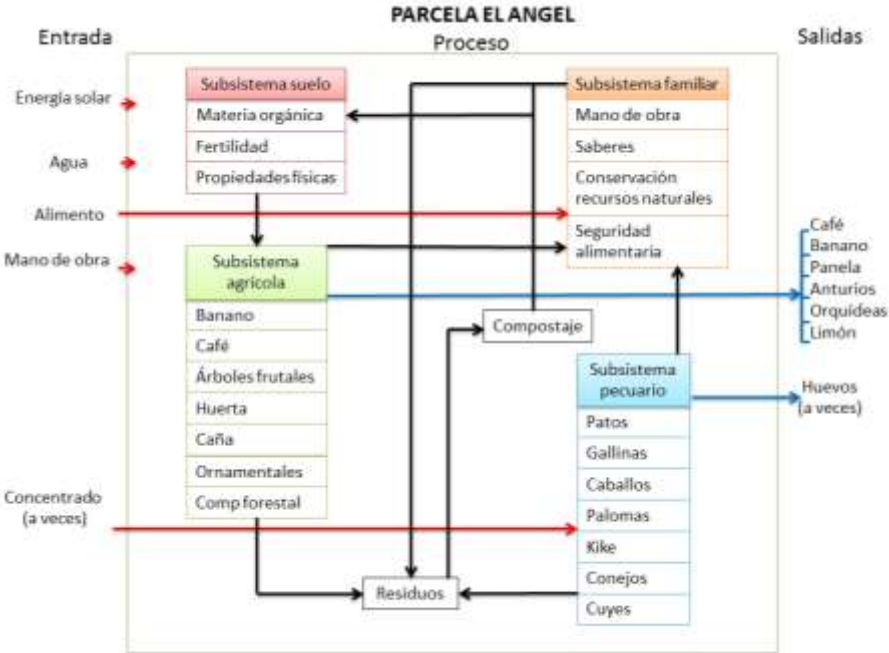 PARCELA EL ANGEL
Entrada
Proceso
Salidas
Energía solar
Agua
Alimento
Mano de obra
Concentrado
(a veces)
Subsistema suelo
Materia orgánica
Fertilidad
Propiedades físicas
Subsistema
agrícola
Banano
Café
Árboles frutales
Huerta
Caña
Ornamentales
Comp forestal
Compostaje
Residuos
Subsistema familiar
Mano de obra
Saberes
Conservación
recursos naturales
Seguridad
alimentaria
Subsistema
pecuario
Patos
Gallinas
Caballos
Palomas
Kike
Conejos
Cuyes
Café
Banano
Panela
Anturios
Orquídeas
Limón
Huevos
(a veces)